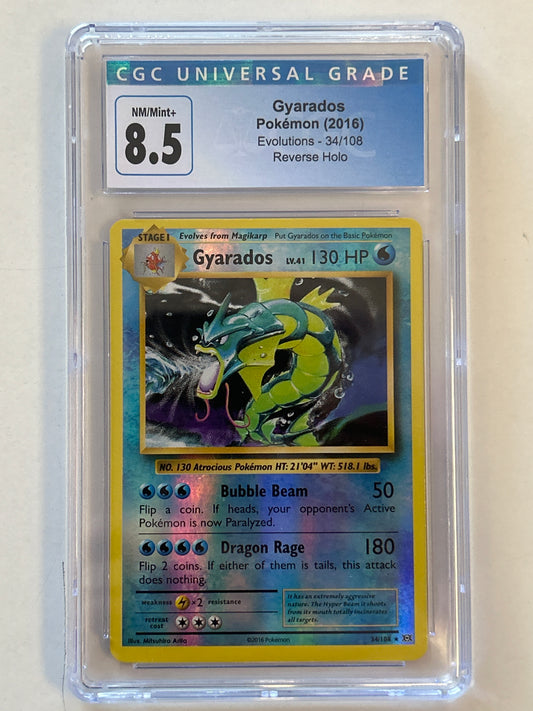 CGC UNIVERSAL GRADE
NM/Mint+
8.5
Gyarados
Pokémon (2016)
Evolutions - 34/108
Reverse Holo
STAGE 1
Evolves from Magikarp Put Gyarados on the Basic Pokémon
Gyarados LV.41 130 HP
NO. 130 Atrocious Pokémon HT: 21'04" WT: 518.1 lbs.
Bubble Beam 50
Flip a coin. If heads, your opponent's Active
Pokémon is now Paralyzed.
Dragon Rage 180
Flip 2 coins. If either of them is tails, this attack
does nothing.
weakness ×2 resistance
retreat
cost
It has an extremely aggressive
nature. The Hyper Beam it shoots
from its mouth totally incinerates
all targets.
Illus. Mitsuhiro Arita
©2016 Pokémon
34/108 ★